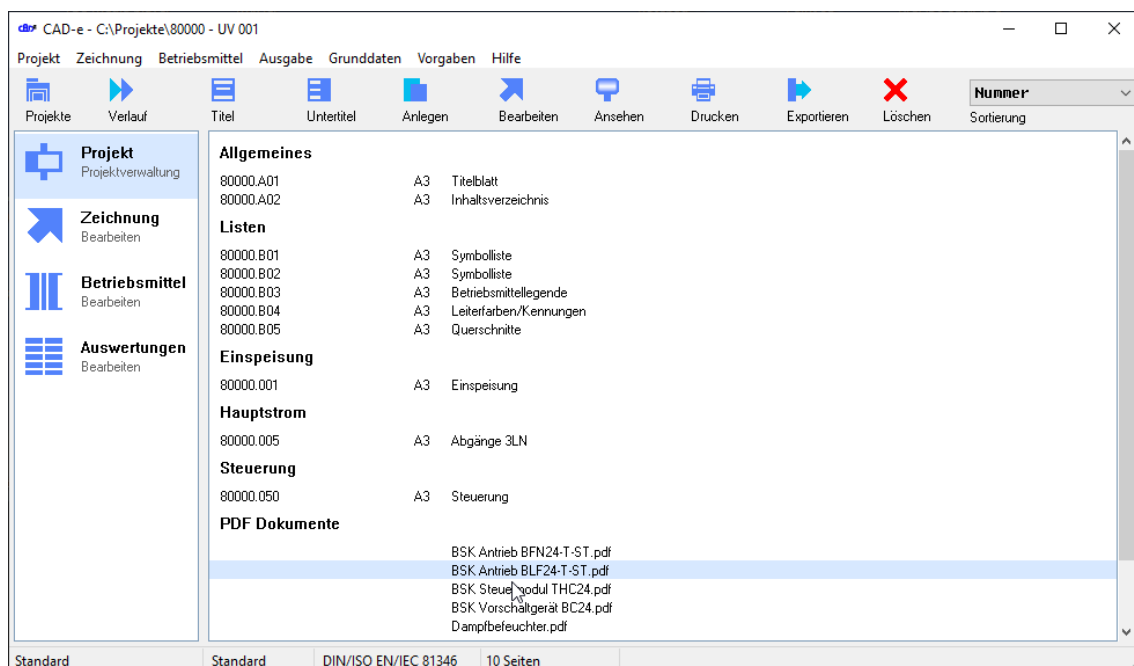 CAD-e - C:\Projekte\80000 - UV 001
Projekt Zeichnung Betriebsmittel Ausgabe Grunddaten Vorgaben Hilfe
Projekte Verlauf Titel Untertitel Anlegen Bearbeiten Ansehen Drucken Exportieren Löschen
Nummer
Sortierung
Projekt
Projektverwaltung
Zeichnung
Bearbeiten
Betriebsmittel
Bearbeiten
Auswertungen
Bearbeiten
Allgemeines
80000.A01 A3 Titelblatt
80000.A02 A3 Inhaltsverzeichnis
Listen
80000.B01 A3 Symbolliste
80000.B02 A3 Symbolliste
80000.B03 A3 Betriebsmittellegende
80000.B04 A3 Leiterfarben/Kennungen
80000.B05 A3 Querschnitte
Einspeisung
80000.001 A3 Einspeisung
Hauptstrom
80000.005 A3 Abgänge 3LN
Steuerung
80000.050 A3 Steuerung
PDF Dokumente
BSK Antrieb BFN24-T-ST.pdf
BSK Antrieb BLF24-T-ST.pdf
BSK Steuermodul THC24.pdf
BSK Vorschaltgerät BC24.pdf
Dampfbefeuchter.pdf
Standard Standard DIN/ISO EN/IEC 81346 10 Seiten